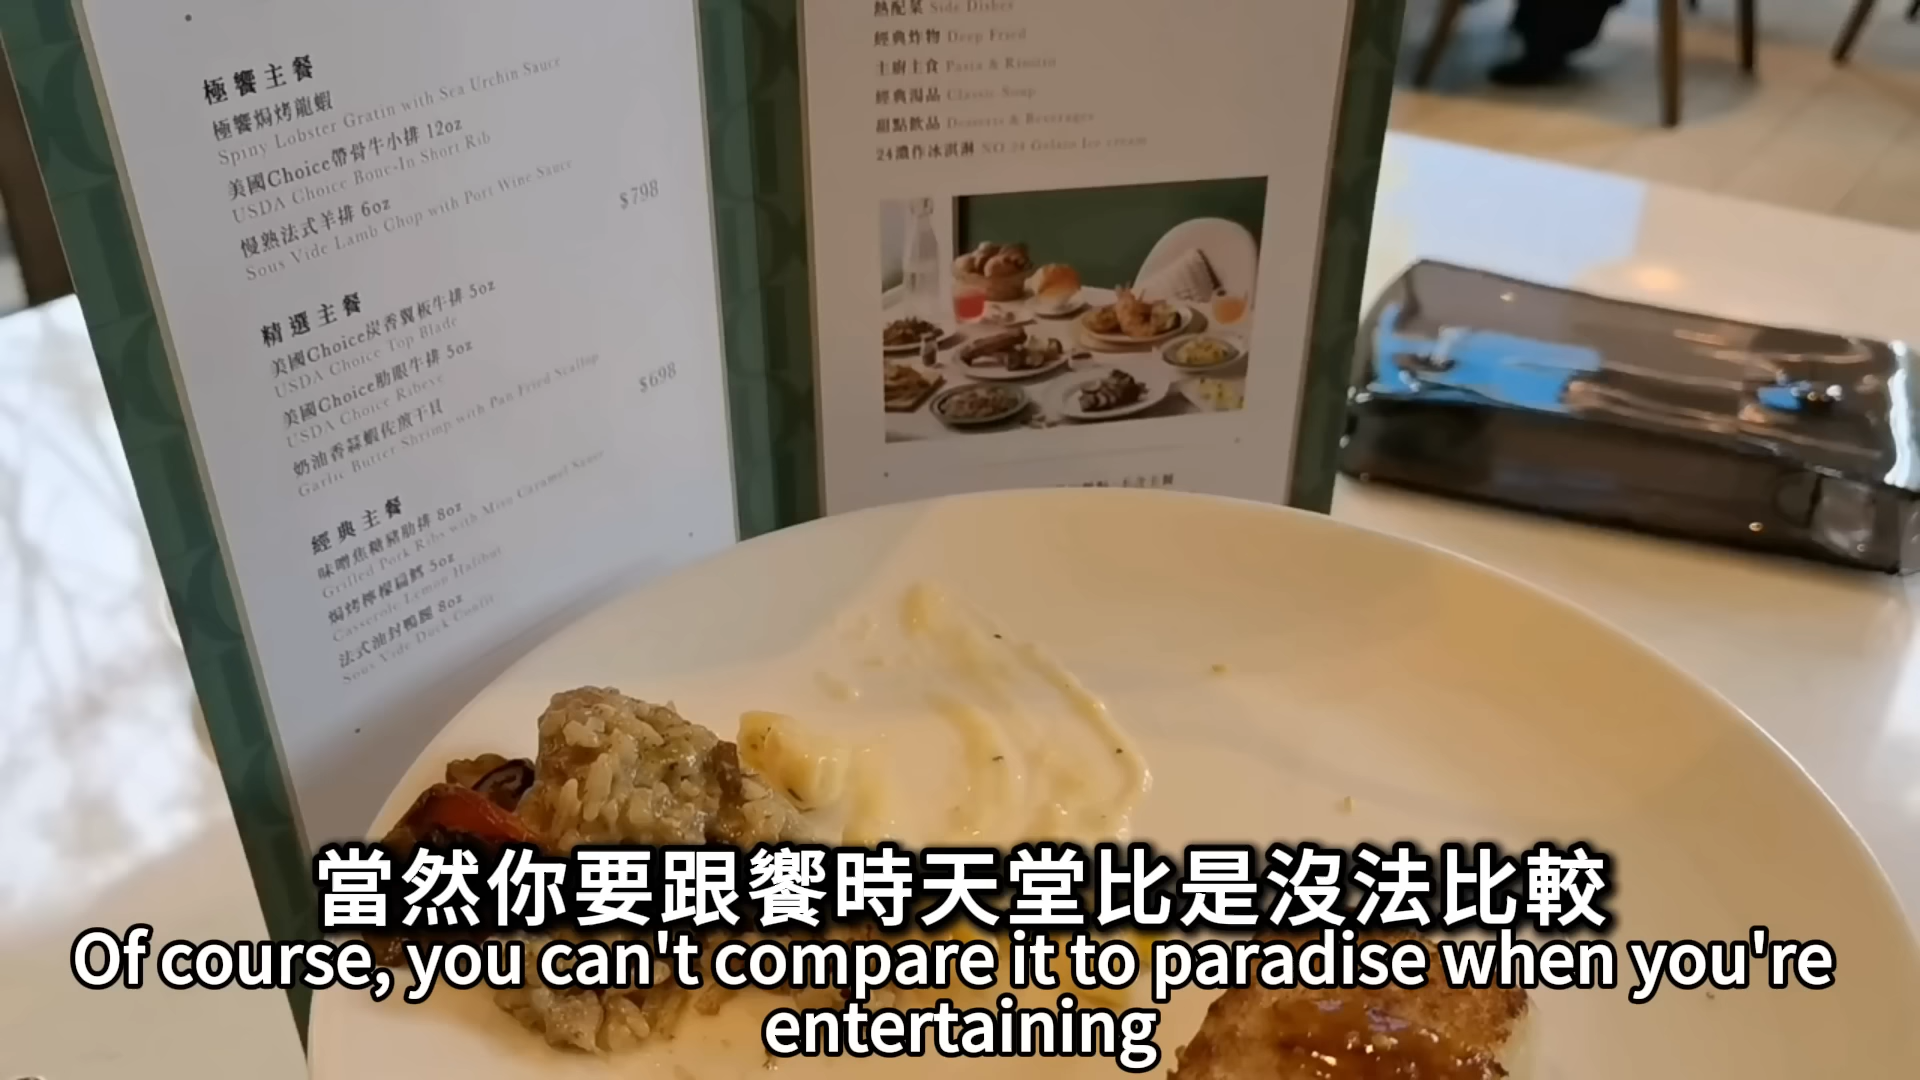 極饗主餐
極饗焗烤龍蝦
Spiny Lobster Gratin with Sea Urchin Sauce
美國Choice帶骨牛小排 12oz
USDA Choice Bone-In Short Rib
慢熟法式羊排 6oz
Sous Vide Lamb Chop with Port Wine Sauce
$798
精選主餐
美國Choice炭香翼板牛排 5oz
USDA Choice Top Blade
美國Choice肋眼牛排 5oz
USDA Choice Ribeye
奶油香蒜蝦佐煎干貝
Garlic Butter Shrimp with Pan Fried Scallop
$698
經典主餐
味噌焦糖豬肋排 8oz
Grilled Pork Ribs with Miso Caramel Sauce
焗烤檸檬扁鱈 5oz
Casserole Lemon Halibut
法式油封鴨腿 8oz
Sous Vide Duck Confit
熱配菜 Side Dishes
經典炸物 Deep Fried
主廚主食 Pasta & Risotto
經典湯品 Classic Soup
甜點飲品 Desserts & Beverages
24濃作冰淇淋 NO.24 Gelato Ice cream
當然你要跟饗時天堂比是沒法比較
Of course, you can't compare it to paradise when you're
entertaining